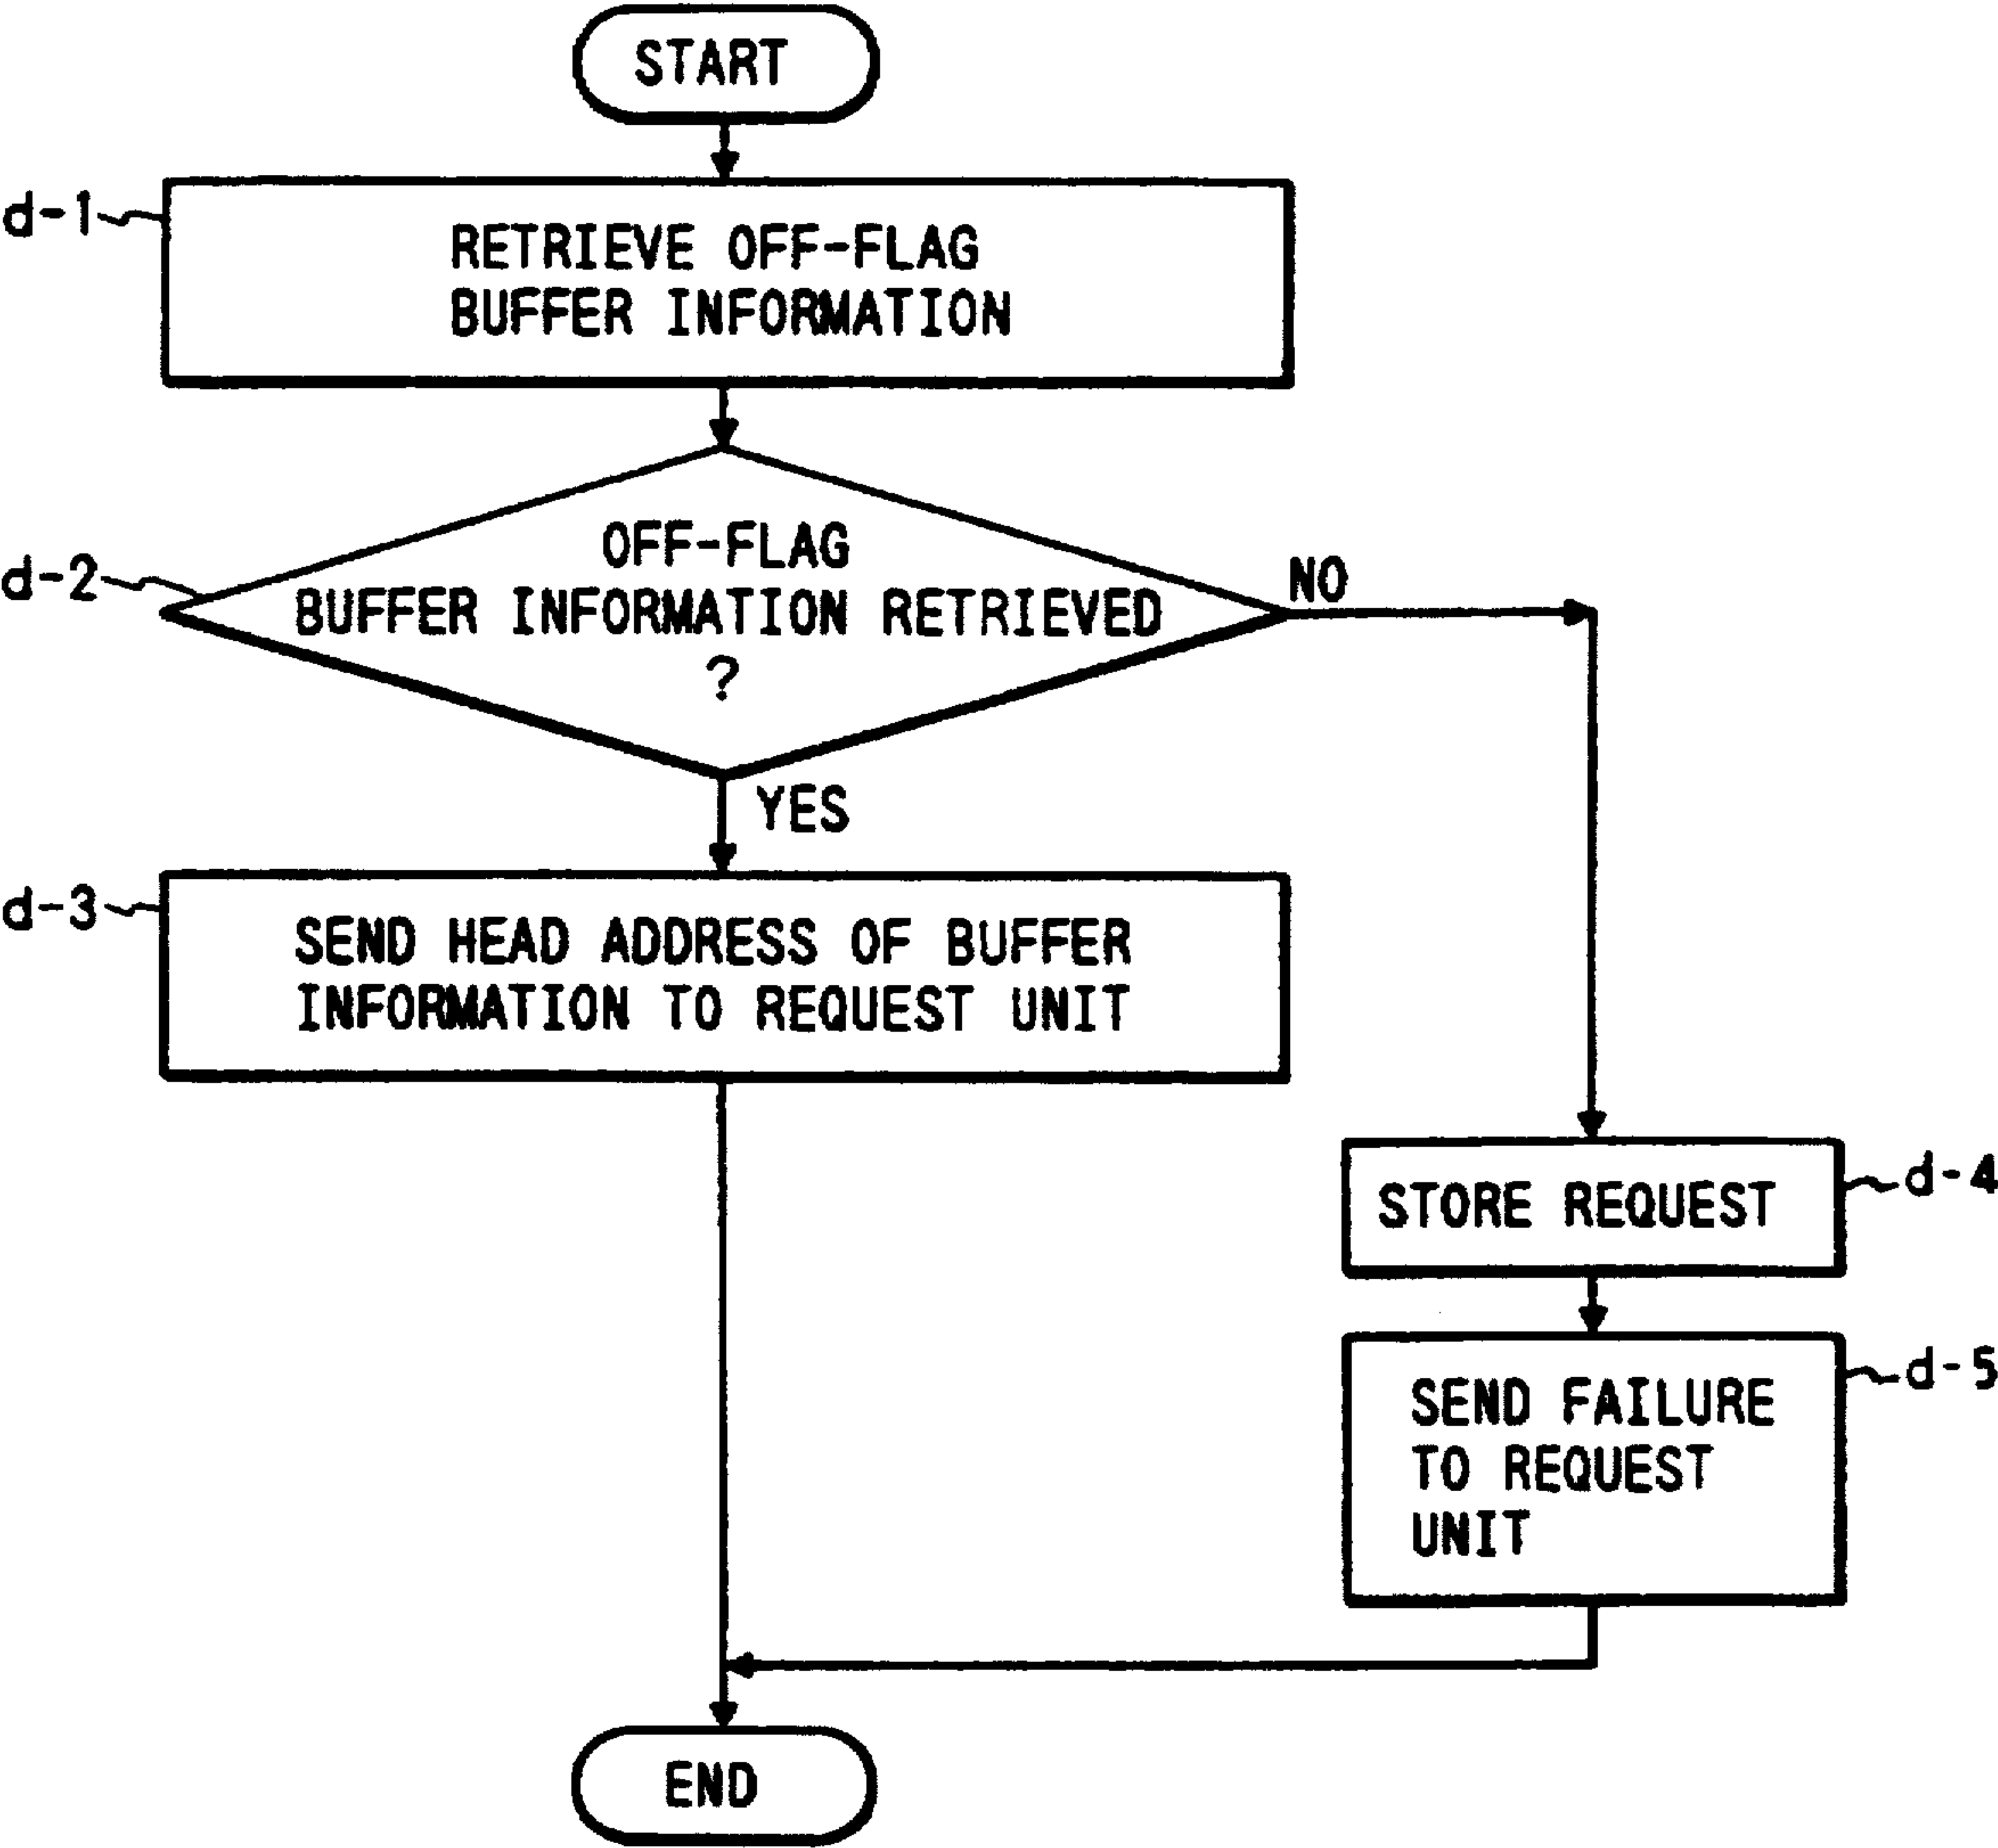 START
d-1
RETRIEVE OFF-FLAG
BUFFER INFORMATION
d-2
OFF-FLAG
BUFFER INFORMATION RETRIEVED
?
NO
YES
d-3
SEND HEAD ADDRESS OF BUFFER
INFORMATION TO REQUEST UNIT
STORE REQUEST
d-4
SEND FAILURE
TO REQUEST
UNIT
d-5
END